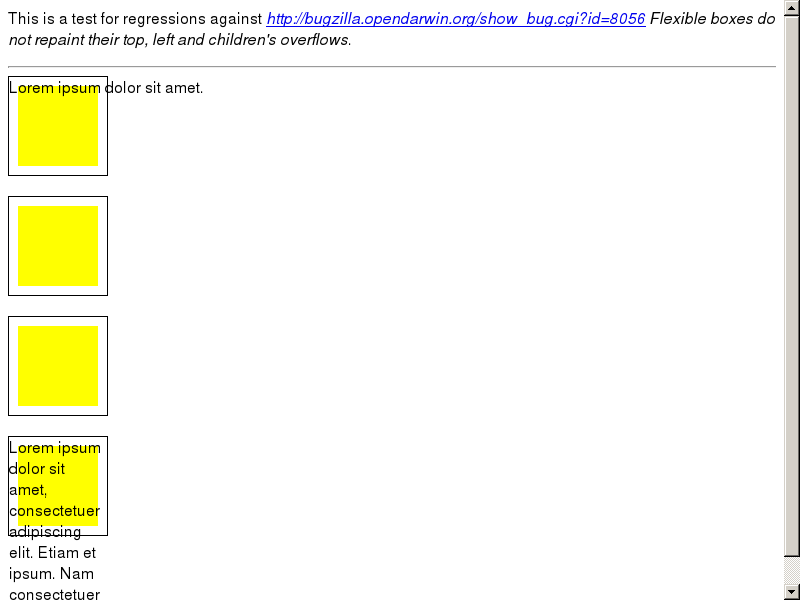 This is a test for regressions against http://bugzilla.opendarwin.org/show_bug.cgi?id=8056 Flexible boxes do
not repaint their top, left and children's overflows.
Lorem ipsum dolor sit amet.
Lorem ipsum
dolor sit
amet,
consectetuer
adipiscing
elit. Etiam et
ipsum. Nam
consectetuer